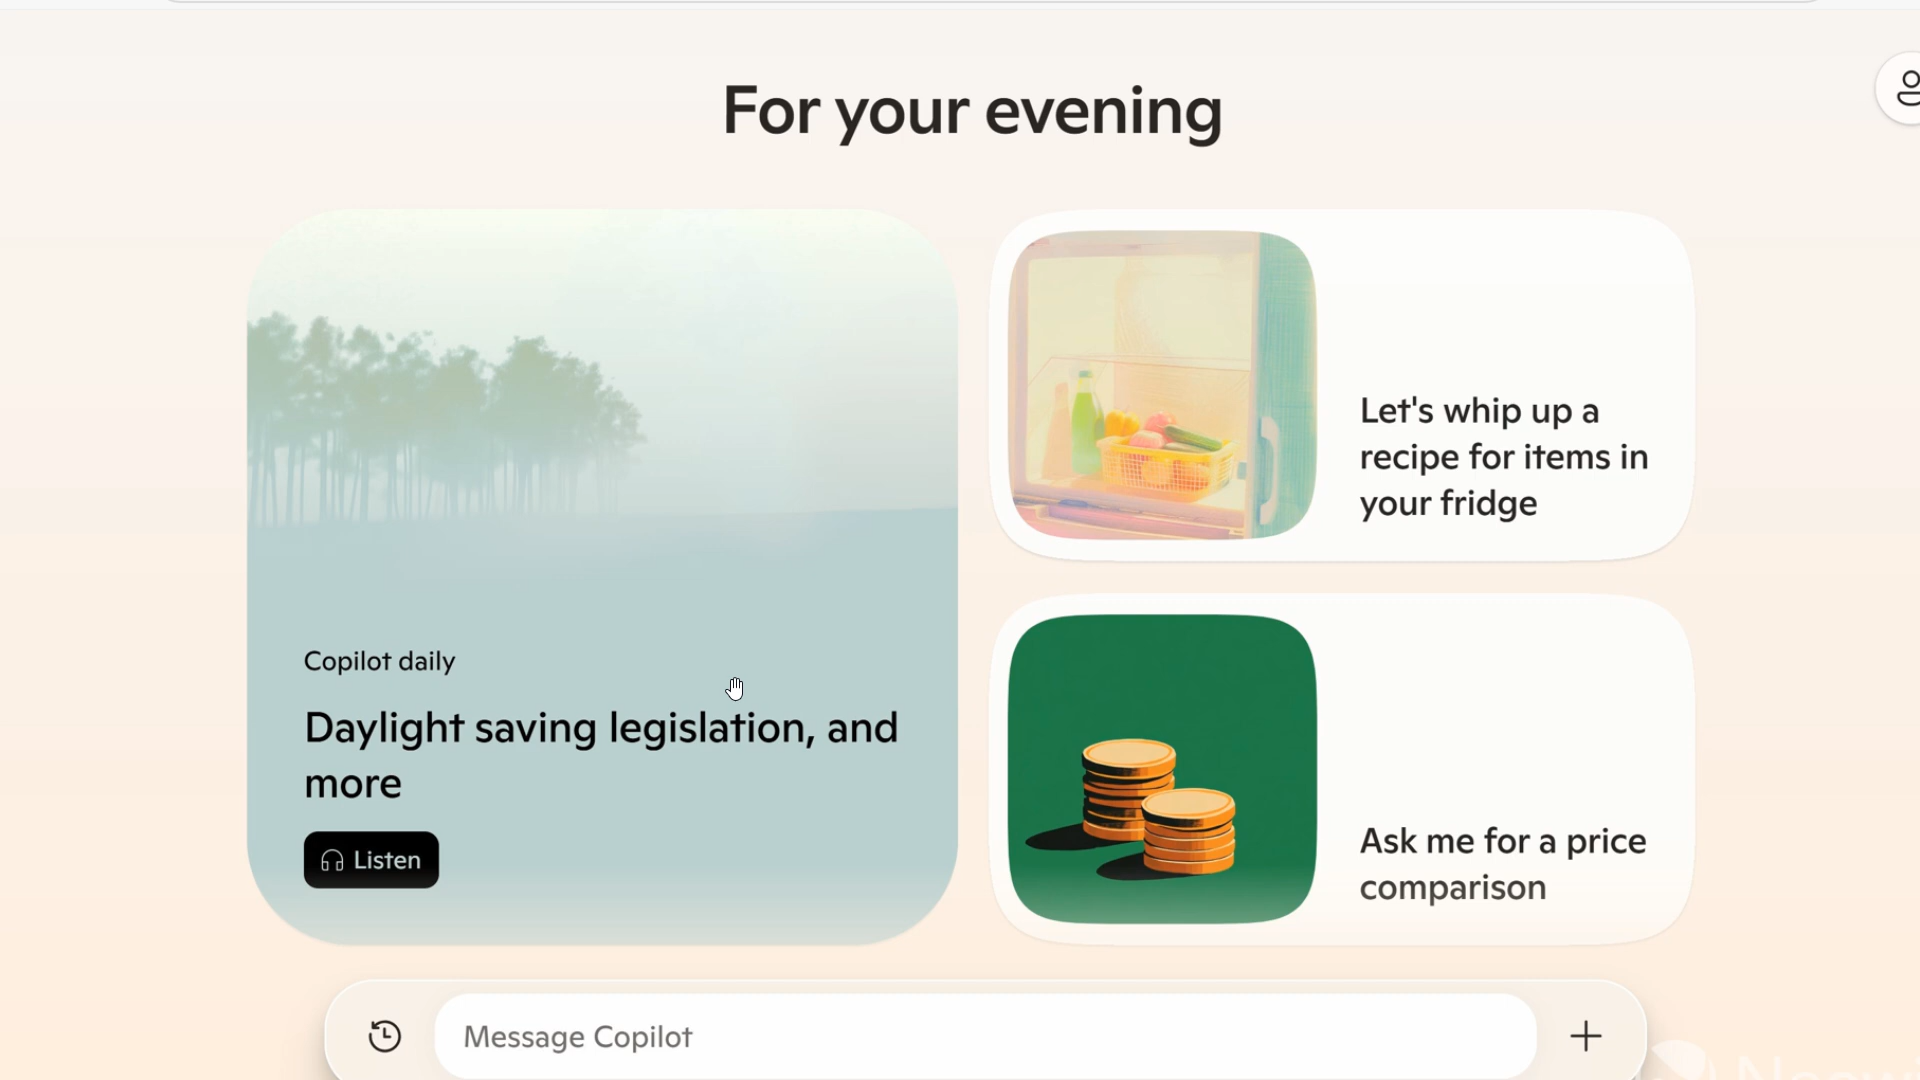 For your evening
Copilot daily
Daylight saving legislation, and
more
Listen
Let's whip up a
recipe for items in
your fridge
Ask me for a price
comparison
Message Copilot